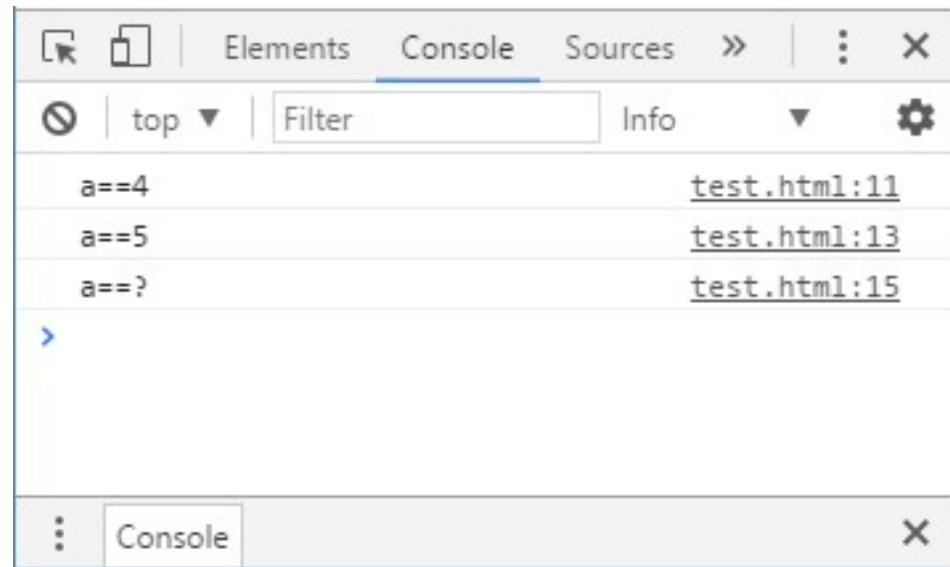 Elements Console Sources »
top ▼ Filter Info ▼
a==4 test.html:11
a==5 test.html:13
a==? test.html:15
>
Console